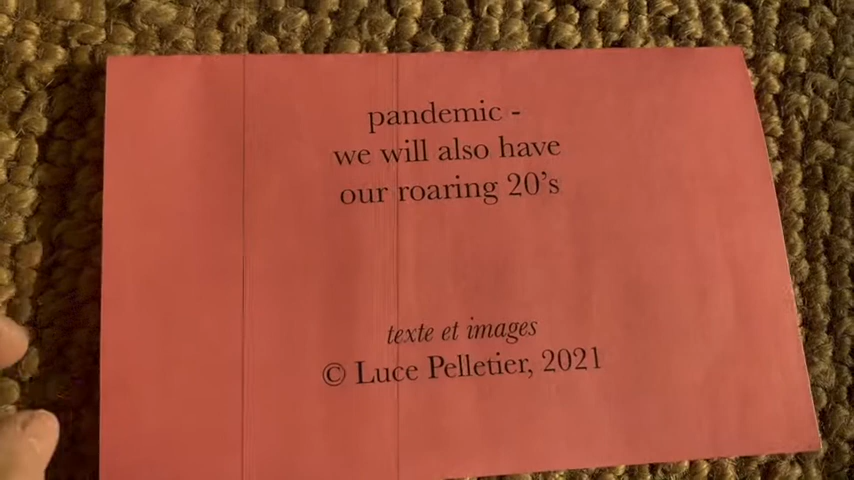 pandemic -
we will also have
our roaring 20's
texte et images
© Luce Pelletier, 2021